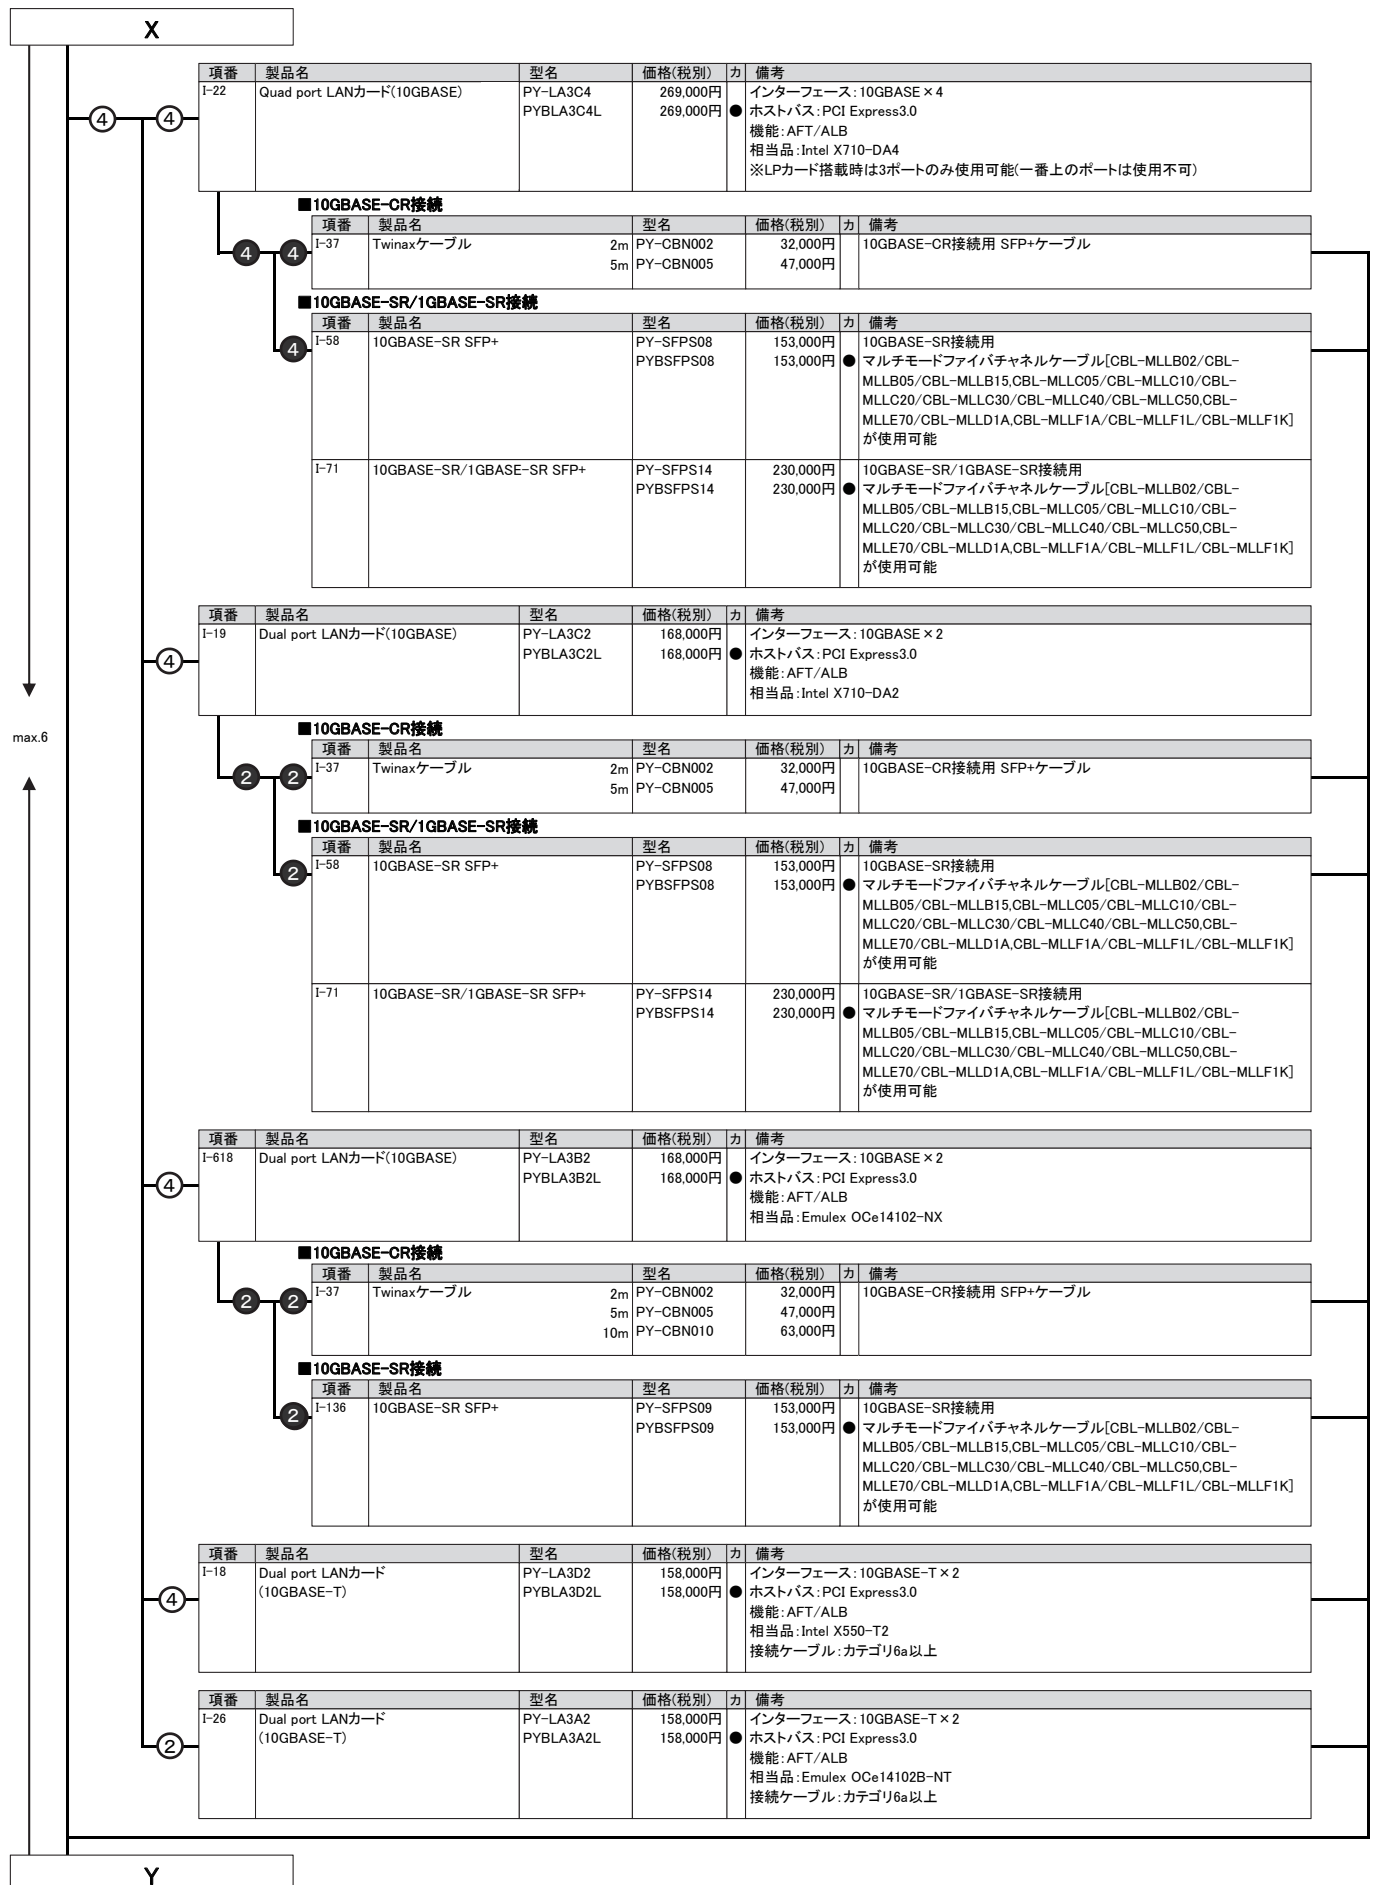 X
項番 製品名 型名 価格(税別) カ 備考
I-22 Quad port LANカード(10GBASE) PY-LA3C4 269,000円 インターフェース:10GBASE×4
PYBLA3C4L 269,000円 ● ホストバス:PCI Express3.0
機能:AFT/ALB
相当品:Intel X710-DA4
※LPカード搭載時は3ポートのみ使用可能(一番上のポートは使用不可)
④ ④
■10GBASE-CR接続
項番 製品名 型名 価格(税別) カ 備考
I-37 Twinaxケーブル 2m PY-CBN002 32,000円 10GBASE-CR接続用 SFP+ケーブル
5m PY-CBN005 47,000円
4 4
■10GBASE-SR/1GBASE-SR接続
項番 製品名 型名 価格(税別) カ 備考
I-58 10GBASE-SR SFP+ PY-SFPS08 153,000円 10GBASE-SR接続用
PYBSFPS08 153,000円 ● マルチモードファイバチャネルケーブル[CBL-MLLB02/CBL-
MLLB05/CBL-MLLB15,CBL-MLLC05/CBL-MLLC10/CBL-
MLLC20/CBL-MLLC30/CBL-MLLC40/CBL-MLLC50,CBL-
MLLE70/CBL-MLLD1A,CBL-MLLF1A/CBL-MLLF1L/CBL-MLLF1K]
が使用可能
4
I-71 10GBASE-SR/1GBASE-SR SFP+ PY-SFPS14 230,000円 10GBASE-SR/1GBASE-SR接続用
PYBSFPS14 230,000円 ● マルチモードファイバチャネルケーブル[CBL-MLLB02/CBL-
MLLB05/CBL-MLLB15,CBL-MLLC05/CBL-MLLC10/CBL-
MLLC20/CBL-MLLC30/CBL-MLLC40/CBL-MLLC50,CBL-
MLLE70/CBL-MLLD1A,CBL-MLLF1A/CBL-MLLF1L/CBL-MLLF1K]
が使用可能
項番 製品名 型名 価格(税別) カ 備考
I-19 Dual port LANカード(10GBASE) PY-LA3C2 168,000円 インターフェース:10GBASE×2
PYBLA3C2L 168,000円 ● ホストバス:PCI Express3.0
④
機能:AFT/ALB
相当品:Intel X710-DA2
max.6
■10GBASE-CR接続
項番 製品名 型名 価格(税別) カ 備考
I-37 Twinaxケーブル 2m PY-CBN002 32,000円 10GBASE-CR接続用 SFP+ケーブル
2 2
5m PY-CBN005 47,000円
■10GBASE-SR/1GBASE-SR接続
項番 製品名 型名 価格(税別) カ 備考
I-58 10GBASE-SR SFP+ PY-SFPS08 153,000円 10GBASE-SR接続用
2
PYBSFPS08 153,000円 ● マルチモードファイバチャネルケーブル[CBL-MLLB02/CBL-
MLLB05/CBL-MLLB15,CBL-MLLC05/CBL-MLLC10/CBL-
MLLC20/CBL-MLLC30/CBL-MLLC40/CBL-MLLC50,CBL-
MLLE70/CBL-MLLD1A,CBL-MLLF1A/CBL-MLLF1L/CBL-MLLF1K]
が使用可能
I-71 10GBASE-SR/1GBASE-SR SFP+ PY-SFPS14 230,000円 10GBASE-SR/1GBASE-SR接続用
PYBSFPS14 230,000円 ● マルチモードファイバチャネルケーブル[CBL-MLLB02/CBL-
MLLB05/CBL-MLLB15,CBL-MLLC05/CBL-MLLC10/CBL-
MLLC20/CBL-MLLC30/CBL-MLLC40/CBL-MLLC50,CBL-
MLLE70/CBL-MLLD1A,CBL-MLLF1A/CBL-MLLF1L/CBL-MLLF1K]
が使用可能
項番 製品名 型名 価格(税別) カ 備考
I-618 Dual port LANカード(10GBASE) PY-LA3B2 168,000円 インターフェース:10GBASE×2
PYBLA3B2L 168,000円 ● ホストバス:PCI Express3.0
④
機能:AFT/ALB
相当品:Emulex OCe14102-NX
■10GBASE-CR接続
項番 製品名 型名 価格(税別) カ 備考
I-37 Twinaxケーブル 2m PY-CBN002 32,000円 10GBASE-CR接続用 SFP+ケーブル
2 2
5m PY-CBN005 47,000円
10m PY-CBN010 63,000円
■10GBASE-SR接続
項番 製品名 型名 価格(税別) カ 備考
I-136 10GBASE-SR SFP+ PY-SFPS09 153,000円 10GBASE-SR接続用
2
PYBSFPS09 153,000円 ● マルチモードファイバチャネルケーブル[CBL-MLLB02/CBL-
MLLB05/CBL-MLLB15,CBL-MLLC05/CBL-MLLC10/CBL-
MLLC20/CBL-MLLC30/CBL-MLLC40/CBL-MLLC50,CBL-
MLLE70/CBL-MLLD1A,CBL-MLLF1A/CBL-MLLF1L/CBL-MLLF1K]
が使用可能
項番 製品名 型名 価格(税別) カ 備考
I-18 Dual port LANカード PY-LA3D2 158,000円 インターフェース:10GBASE-T×2
(10GBASE-T) PYBLA3D2L 158,000円 ● ホストバス:PCI Express3.0
④
機能:AFT/ALB
相当品:Intel X550-T2
接続ケーブル:カテゴリ6a以上
項番 製品名 型名 価格(税別) カ 備考
I-26 Dual port LANカード PY-LA3A2 158,000円 インターフェース:10GBASE-T×2
(10GBASE-T) PYBLA3A2L 158,000円 ● ホストバス:PCI Express3.0
②
機能:AFT/ALB
相当品:Emulex OCe14102B-NT
接続ケーブル:カテゴリ6a以上
Y